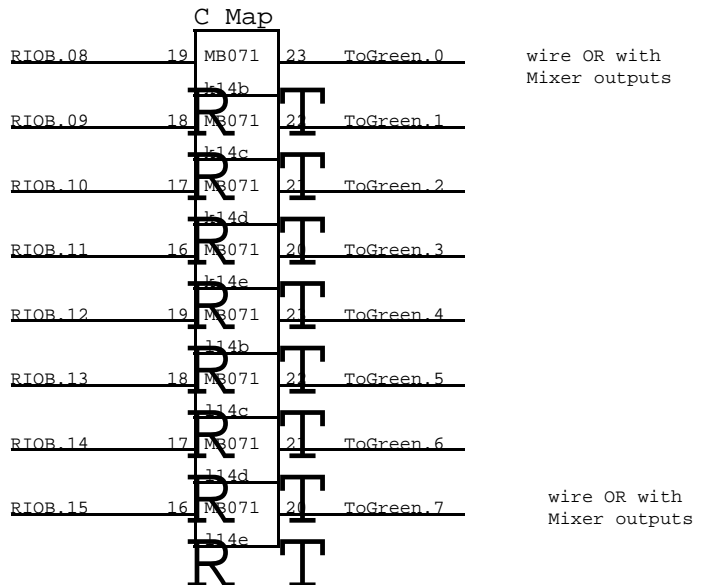 C Map
RIOB.08 19 MB071 23 ToGreen.0 wire OR with
Mixer outputs
k14b
R T
RIOB.09 18 MB071 22 ToGreen.1
k14c
R T
RIOB.10 17 MB071 21 ToGreen.2
k14d
R T
RIOB.11 16 MB071 20 ToGreen.3
k14e
R T
RIOB.12 19 MB071 ToGreen.4
l14b
R T
RIOB.13 18 MB071 22 ToGreen.5
l14c
R T
RIOB.14 17 MB071 21 ToGreen.6
l14d
R T
RIOB.15 16 MB071 20 ToGreen.7 wire OR with
Mixer outputs
l14e
R T